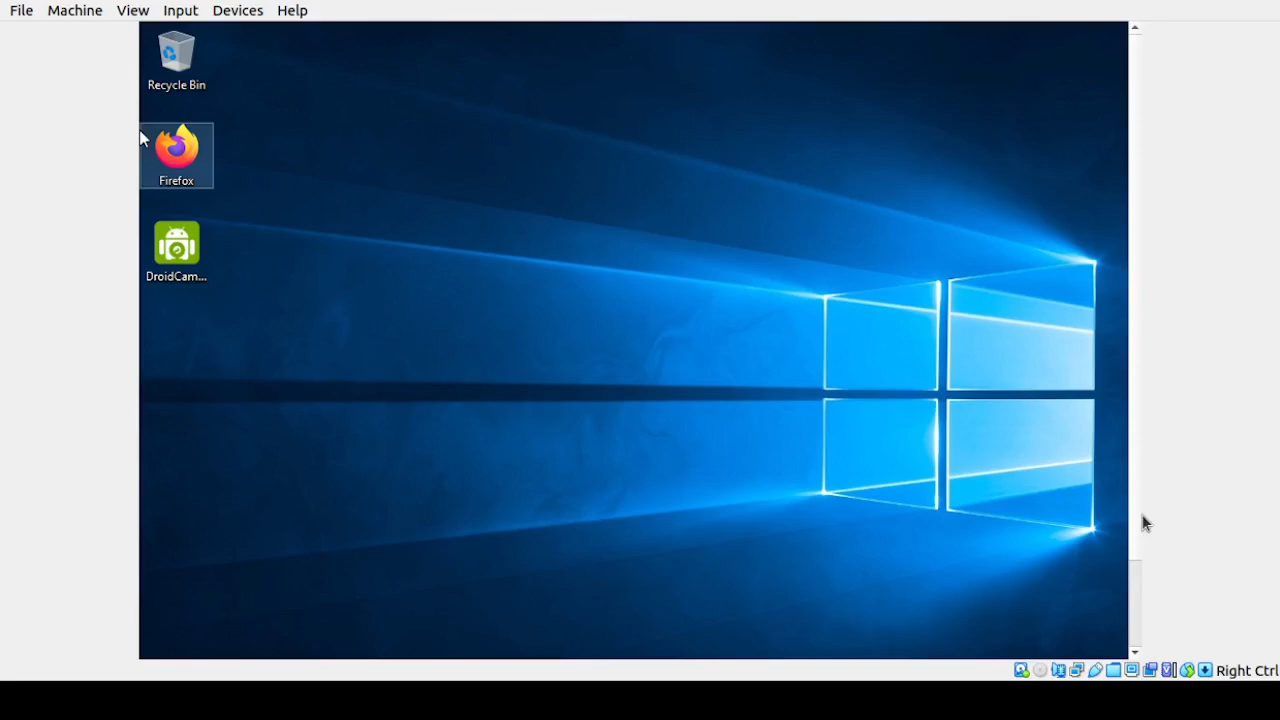 File Machine View Input Devices Help
Recycle Bin
Firefox
DroidCam...
Right Ctrl